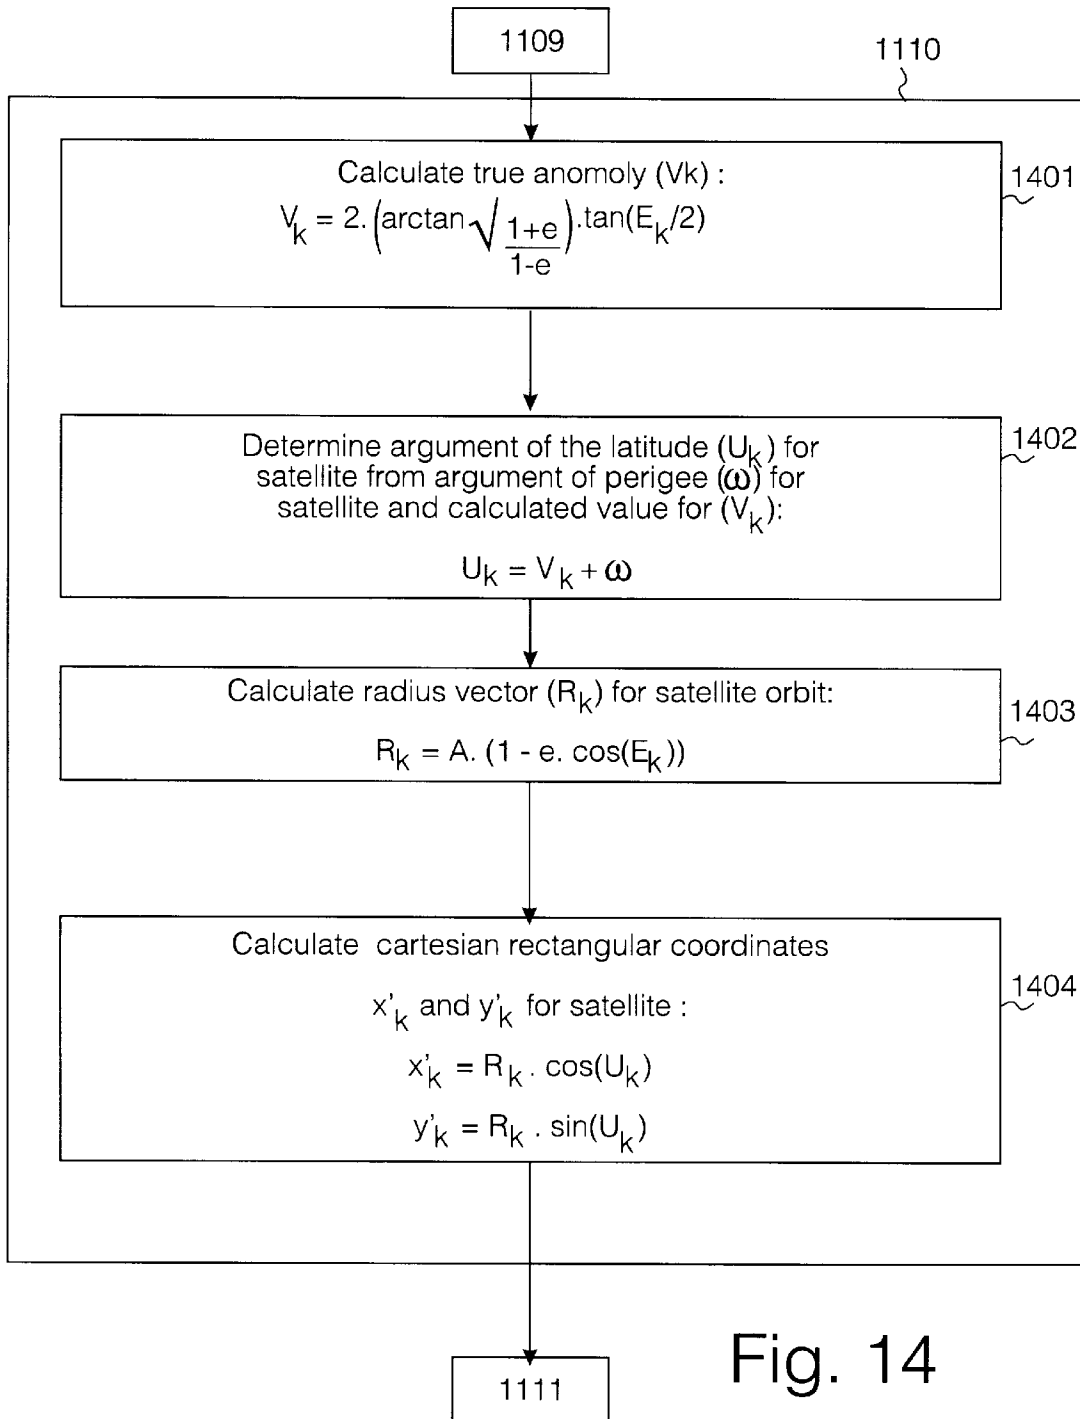 1109
1110
Calculate true anomoly (Vk) :
V_k = 2. (arctan √(1+e / 1-e)).tan(E_k/2)
1401
Determine argument of the latitude (U_k) for
satellite from argument of perigee (ω) for
satellite and calculated value for (V_k):
U_k = V_k + ω
1402
Calculate radius vector (R_k) for satellite orbit:
R_k = A. (1 - e. cos(E_k))
1403
Calculate cartesian rectangular coordinates
x'_k and y'_k for satellite :
x'_k = R_k . cos(U_k)
y'_k = R_k . sin(U_k)
1404
Fig. 14
1111